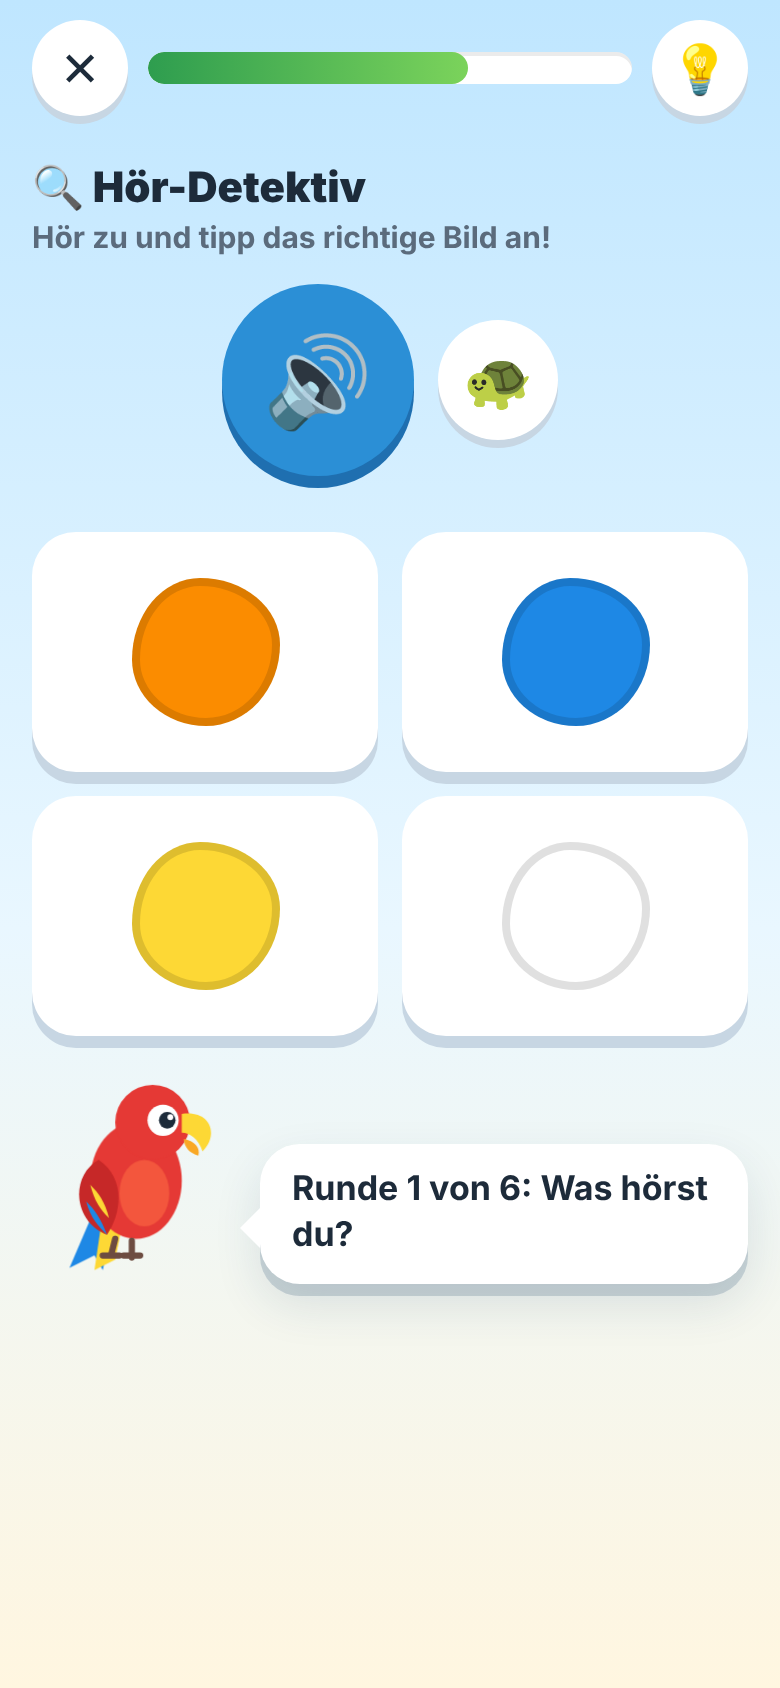 Hör-Detektiv
Hör zu und tipp das richtige Bild an!
Runde 1 von 6: Was hörst
du?